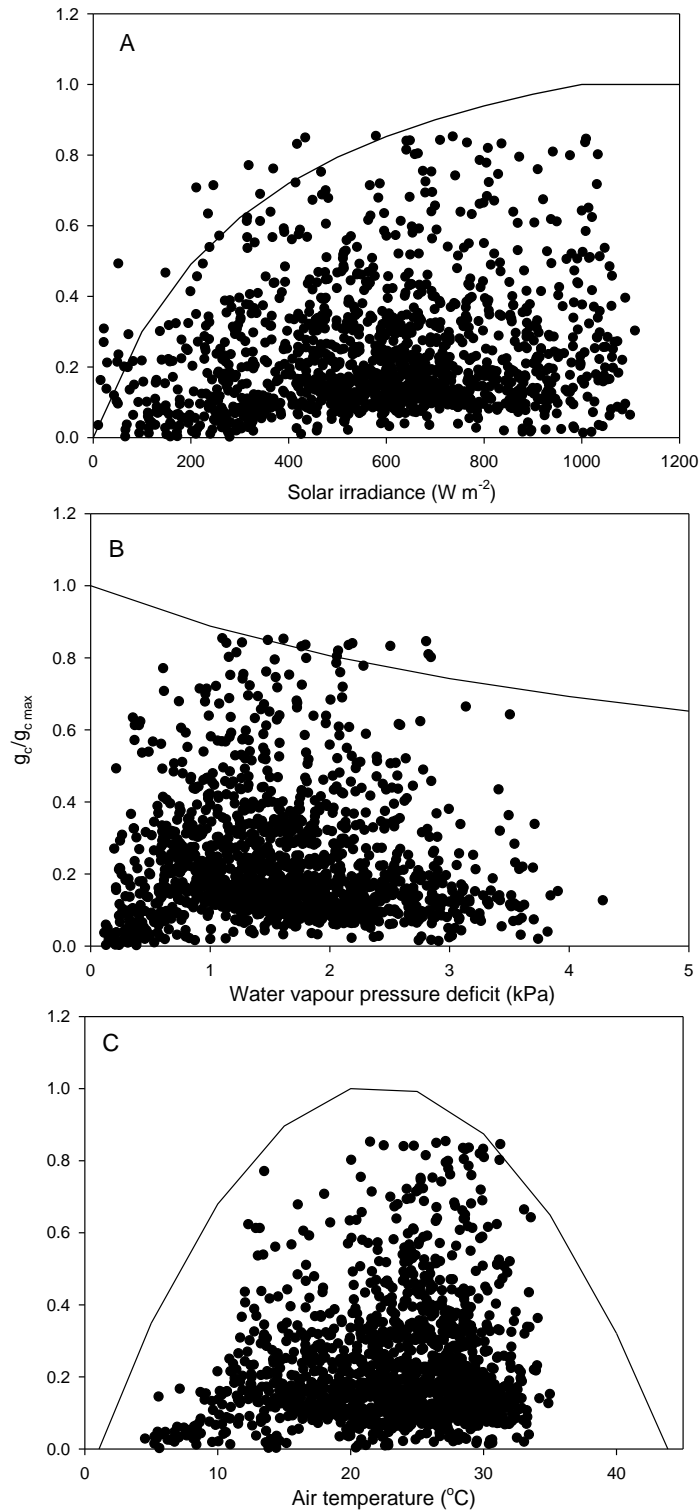 A
1.2
1.0
0.8
0.6
0.4
0.2
0.0
0 200 400 600 800 1000 1200
Solar irradiance (W m-2)
B
1.2
1.0
0.8
0.6
0.4
0.2
0.0
gc/gc max
0 1 2 3 4 5
Water vapour pressure deficit (kPa)
C
1.2
1.0
0.8
0.6
0.4
0.2
0.0
0 10 20 30 40
Air temperature (oC)